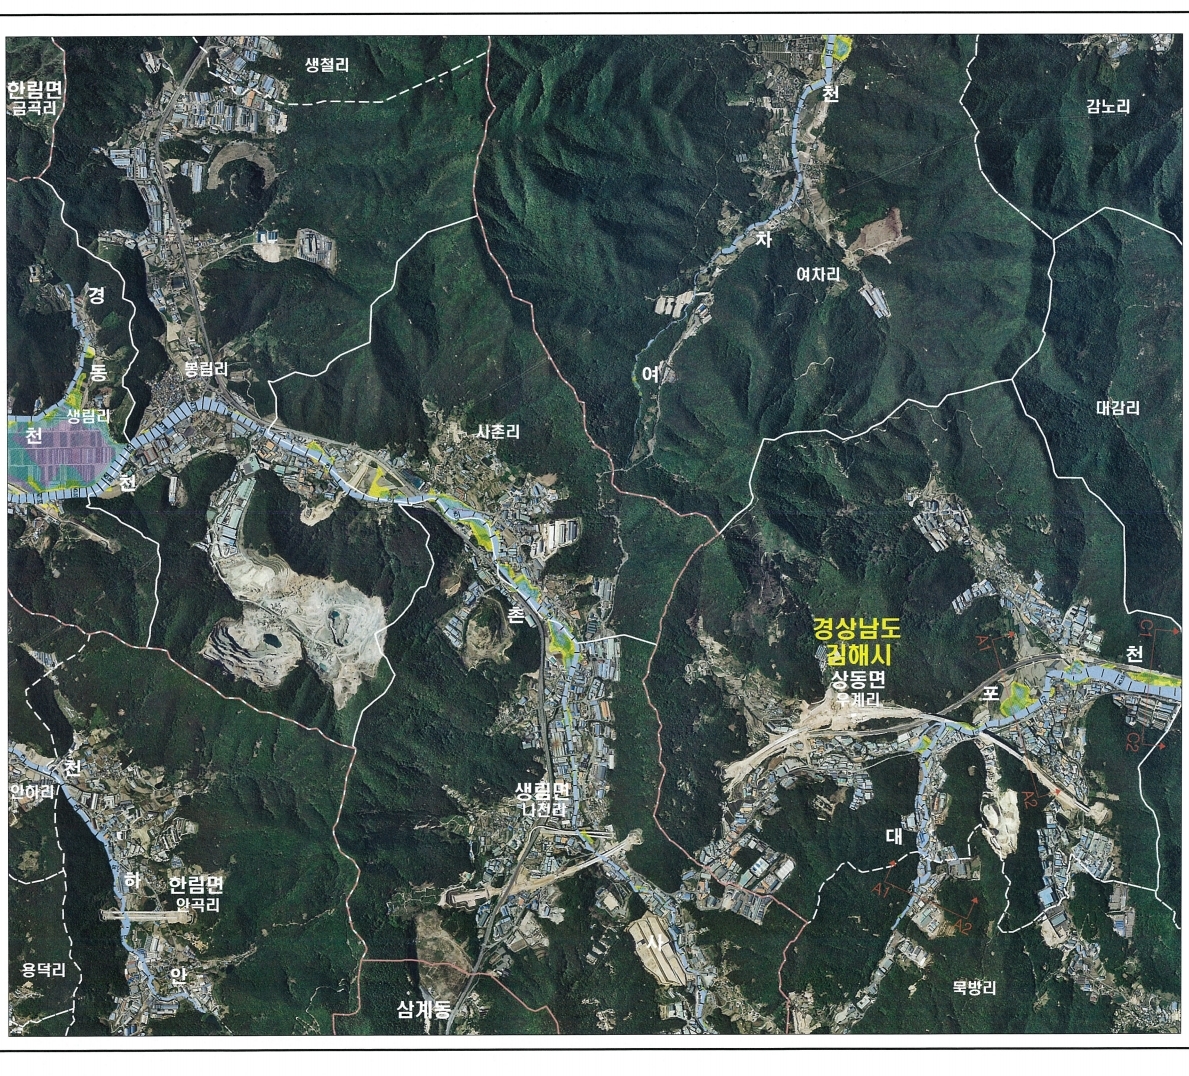 생철리
한림면
금곡리
천
감노리
차
여차리
경
봉림리
여
동
대감리
생림리
사촌리
천
천
촌
경상남도
김해시
C1
A1
천
상동면
우계리
포
C2
천
안하리
생림면
나전리
A2
대
하
한림면
안곡리
A1
A2
사
용덕리
안
묵방리
삼계동